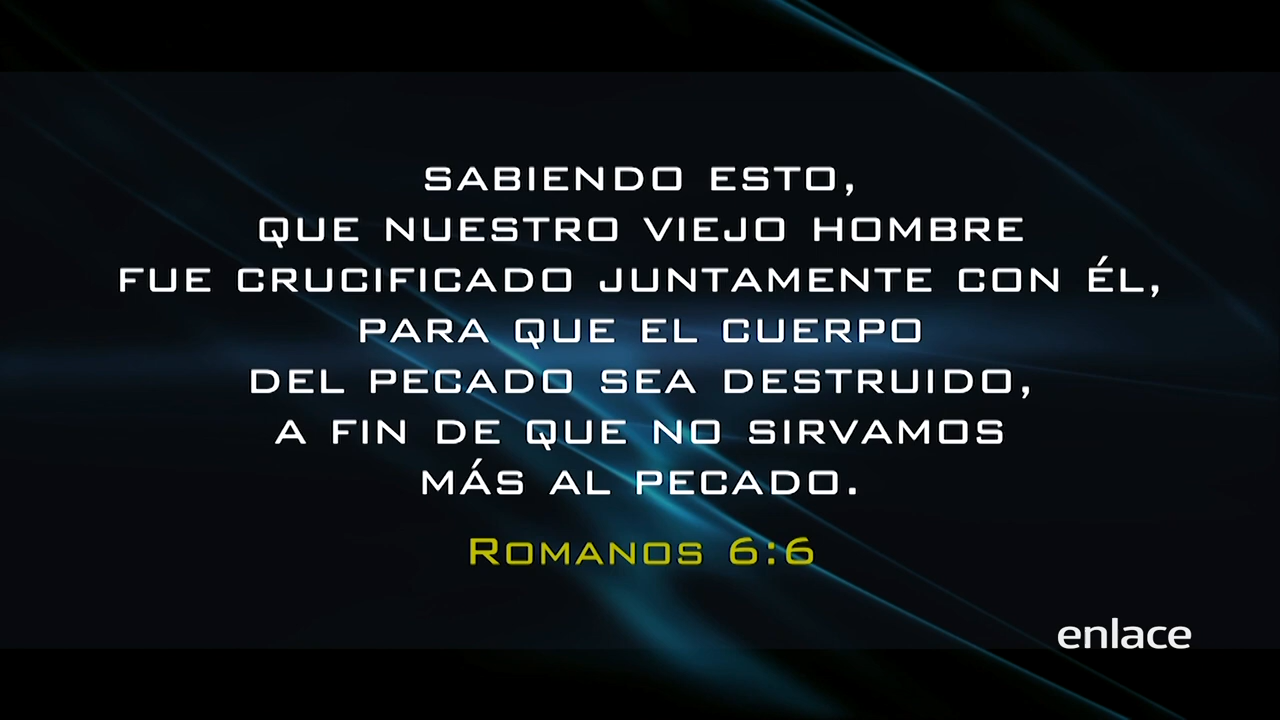 SABIENDO ESTO,
QUE NUESTRO VIEJO HOMBRE
FUE CRUCIFICADO JUNTAMENTE CON ÉL,
PARA QUE EL CUERPO
DEL PECADO SEA DESTRUIDO,
A FIN DE QUE NO SIRVAMOS
MÁS AL PECADO.
ROMANOS 6:6
enlace